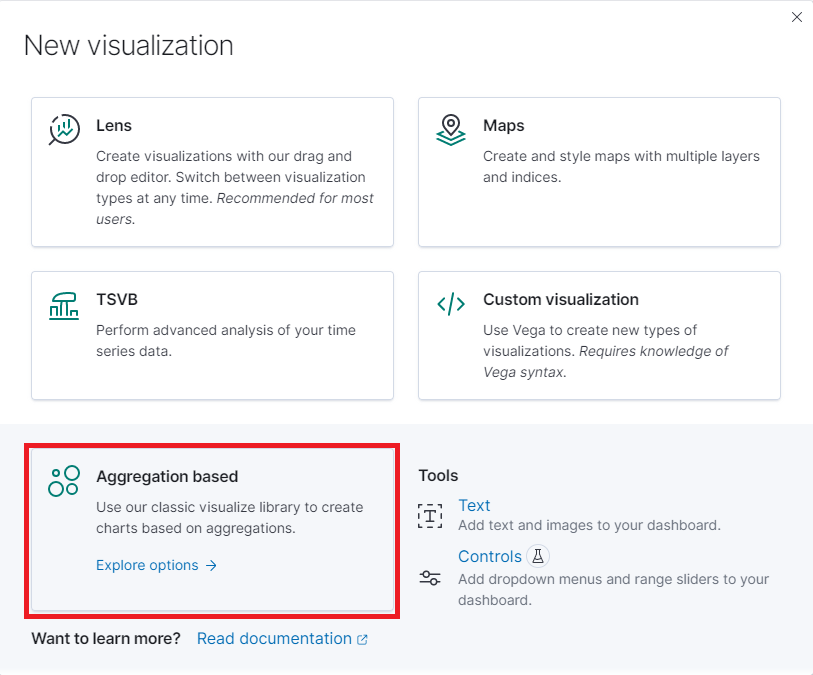 New visualization
Lens
Create visualizations with our drag and
drop editor. Switch between visualization
types at any time. Recommended for most
users.
Maps
Create and style maps with multiple layers
and indices.
TSVB
Perform advanced analysis of your time
series data.
Custom visualization
Use Vega to create new types of
visualizations. Requires knowledge of
Vega syntax.
Aggregation based
Use our classic visualize library to create
charts based on aggregations.
Explore options
Tools
Text
Add text and images to your dashboard.
Controls
Add dropdown menus and range sliders to your
dashboard.
Want to learn more? Read documentation